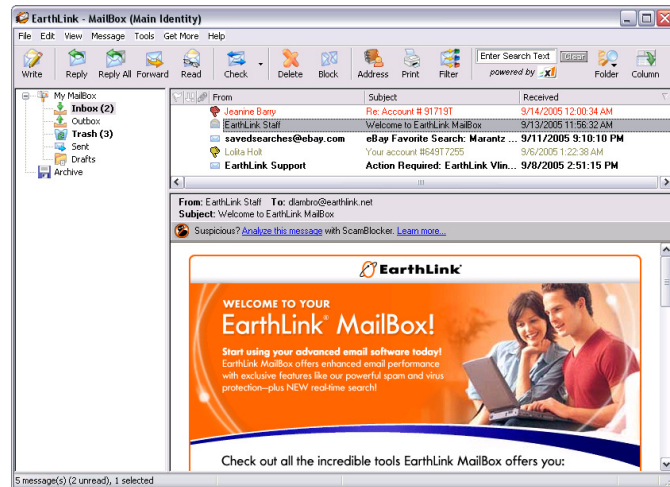 EarthLink - MailBox (Main Identity)
File Edit View Message Tools Get More Help
Enter Search Text Clear
powered by x1
Write Reply Reply All Forward Read Check Delete Block Address Print Filter Folder Column
My MailBox
Inbox (2)
Outbox
Trash (3)
Sent
Drafts
Archive
From Subject Received
Jeanine Barry Re: Account # 91719T 9/14/2005 12:00:34 AM
EarthLink Staff Welcome to EarthLink MailBox 9/13/2005 11:56:32 AM
savedsearches@ebay.com eBay Favorite Search: Marantz ... 9/11/2005 9:10:10 PM
Lolita Holt Your account #649T7255 9/6/2005 1:22:38 AM
EarthLink Support Action Required: EarthLink Vlin... 9/8/2005 2:51:15 PM
From: EarthLink Staff To: dlambro@earthlink.net
Subject: Welcome to EarthLink MailBox
Suspicious? Analyze this message with ScamBlocker. Learn more...
EarthLink
WELCOME TO YOUR
EarthLink® MailBox!
Start using your advanced email software today!
EarthLink MailBox offers enhanced email performance
with exclusive features like our powerful spam and virus
protection—plus NEW real-time search!
Check out all the incredible tools EarthLink MailBox offers you:
5 message(s) (2 unread), 1 selected